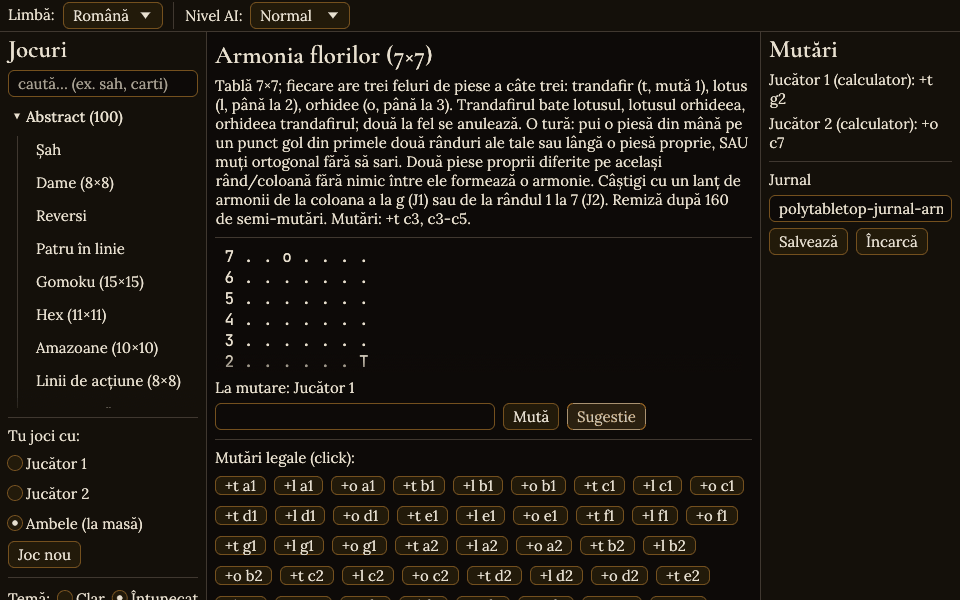 Limbă: Română ▼ Nivel AI: Normal ▼
Jocuri
caută... (ex. sah, carti)
▾ Abstract (100)
Șah
Dame (8×8)
Reversi
Patru în linie
Gomoku (15×15)
Hex (11×11)
Amazoane (10×10)
Linii de acțiune (8×8)
Tu joci cu:
Jucător 1
Jucător 2
Ambele (la masă)
Joc nou
Temă: Clar Întunecat
Armonia florilor (7×7)
Tablă 7×7; fiecare are trei feluri de piese a câte trei: trandafir (t, mută 1), lotus
(l, până la 2), orhidee (o, până la 3). Trandafirul bate lotusul, lotusul orhideea,
orhideea trandafirul; două la fel se anulează. O tură: pui o piesă din mână pe
un punct gol din primele două rânduri ale tale sau lângă o piesă proprie, SAU
muți ortogonal fără să sari. Două piese proprii diferite pe același
rând/coloană fără nimic între ele formează o armonie. Câștigi cu un lanț de
armonii de la coloana a la g (J1) sau de la rândul 1 la 7 (J2). Remiză după 160
de semi-mutări. Mutări: +t c3, c3-c5.
7 . . o . . . .
6 . . . . . . .
5 . . . . . . .
4 . . . . . . .
3 . . . . . . .
2 . . . . . . T
La mutare: Jucător 1
Mută Sugestie
Mutări legale (click):
+t a1 +l a1 +o a1 +t b1 +l b1 +o b1 +t c1 +l c1 +o c1
+t d1 +l d1 +o d1 +t e1 +l e1 +o e1 +t f1 +l f1 +o f1
+t g1 +l g1 +o g1 +t a2 +l a2 +o a2 +t b2 +l b2
+o b2 +t c2 +l c2 +o c2 +t d2 +l d2 +o d2 +t e2
Mutări
Jucător 1 (calculator): +t
g2
Jucător 2 (calculator): +o
c7
Jurnal
polytabletop-jurnal-arn
Salvează Încarcă